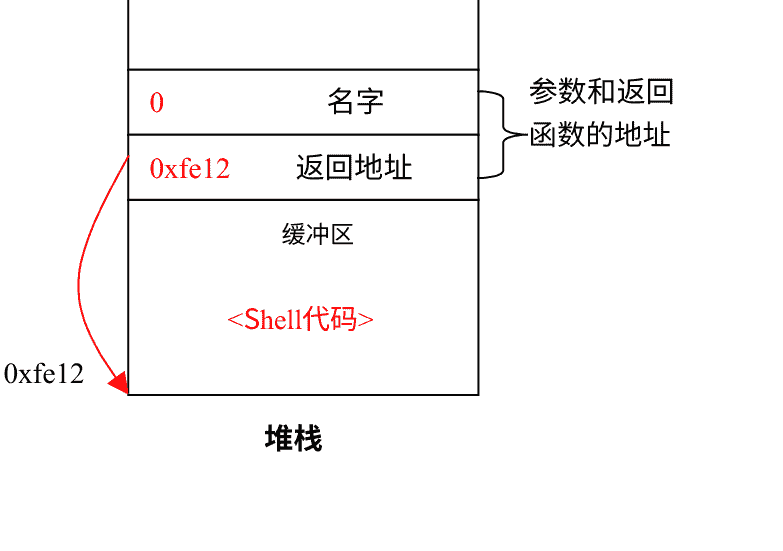 0 名字
0xfe12 返回地址
参数和返回
函数的地址
缓冲区
<Shell代码>
0xfe12
堆栈